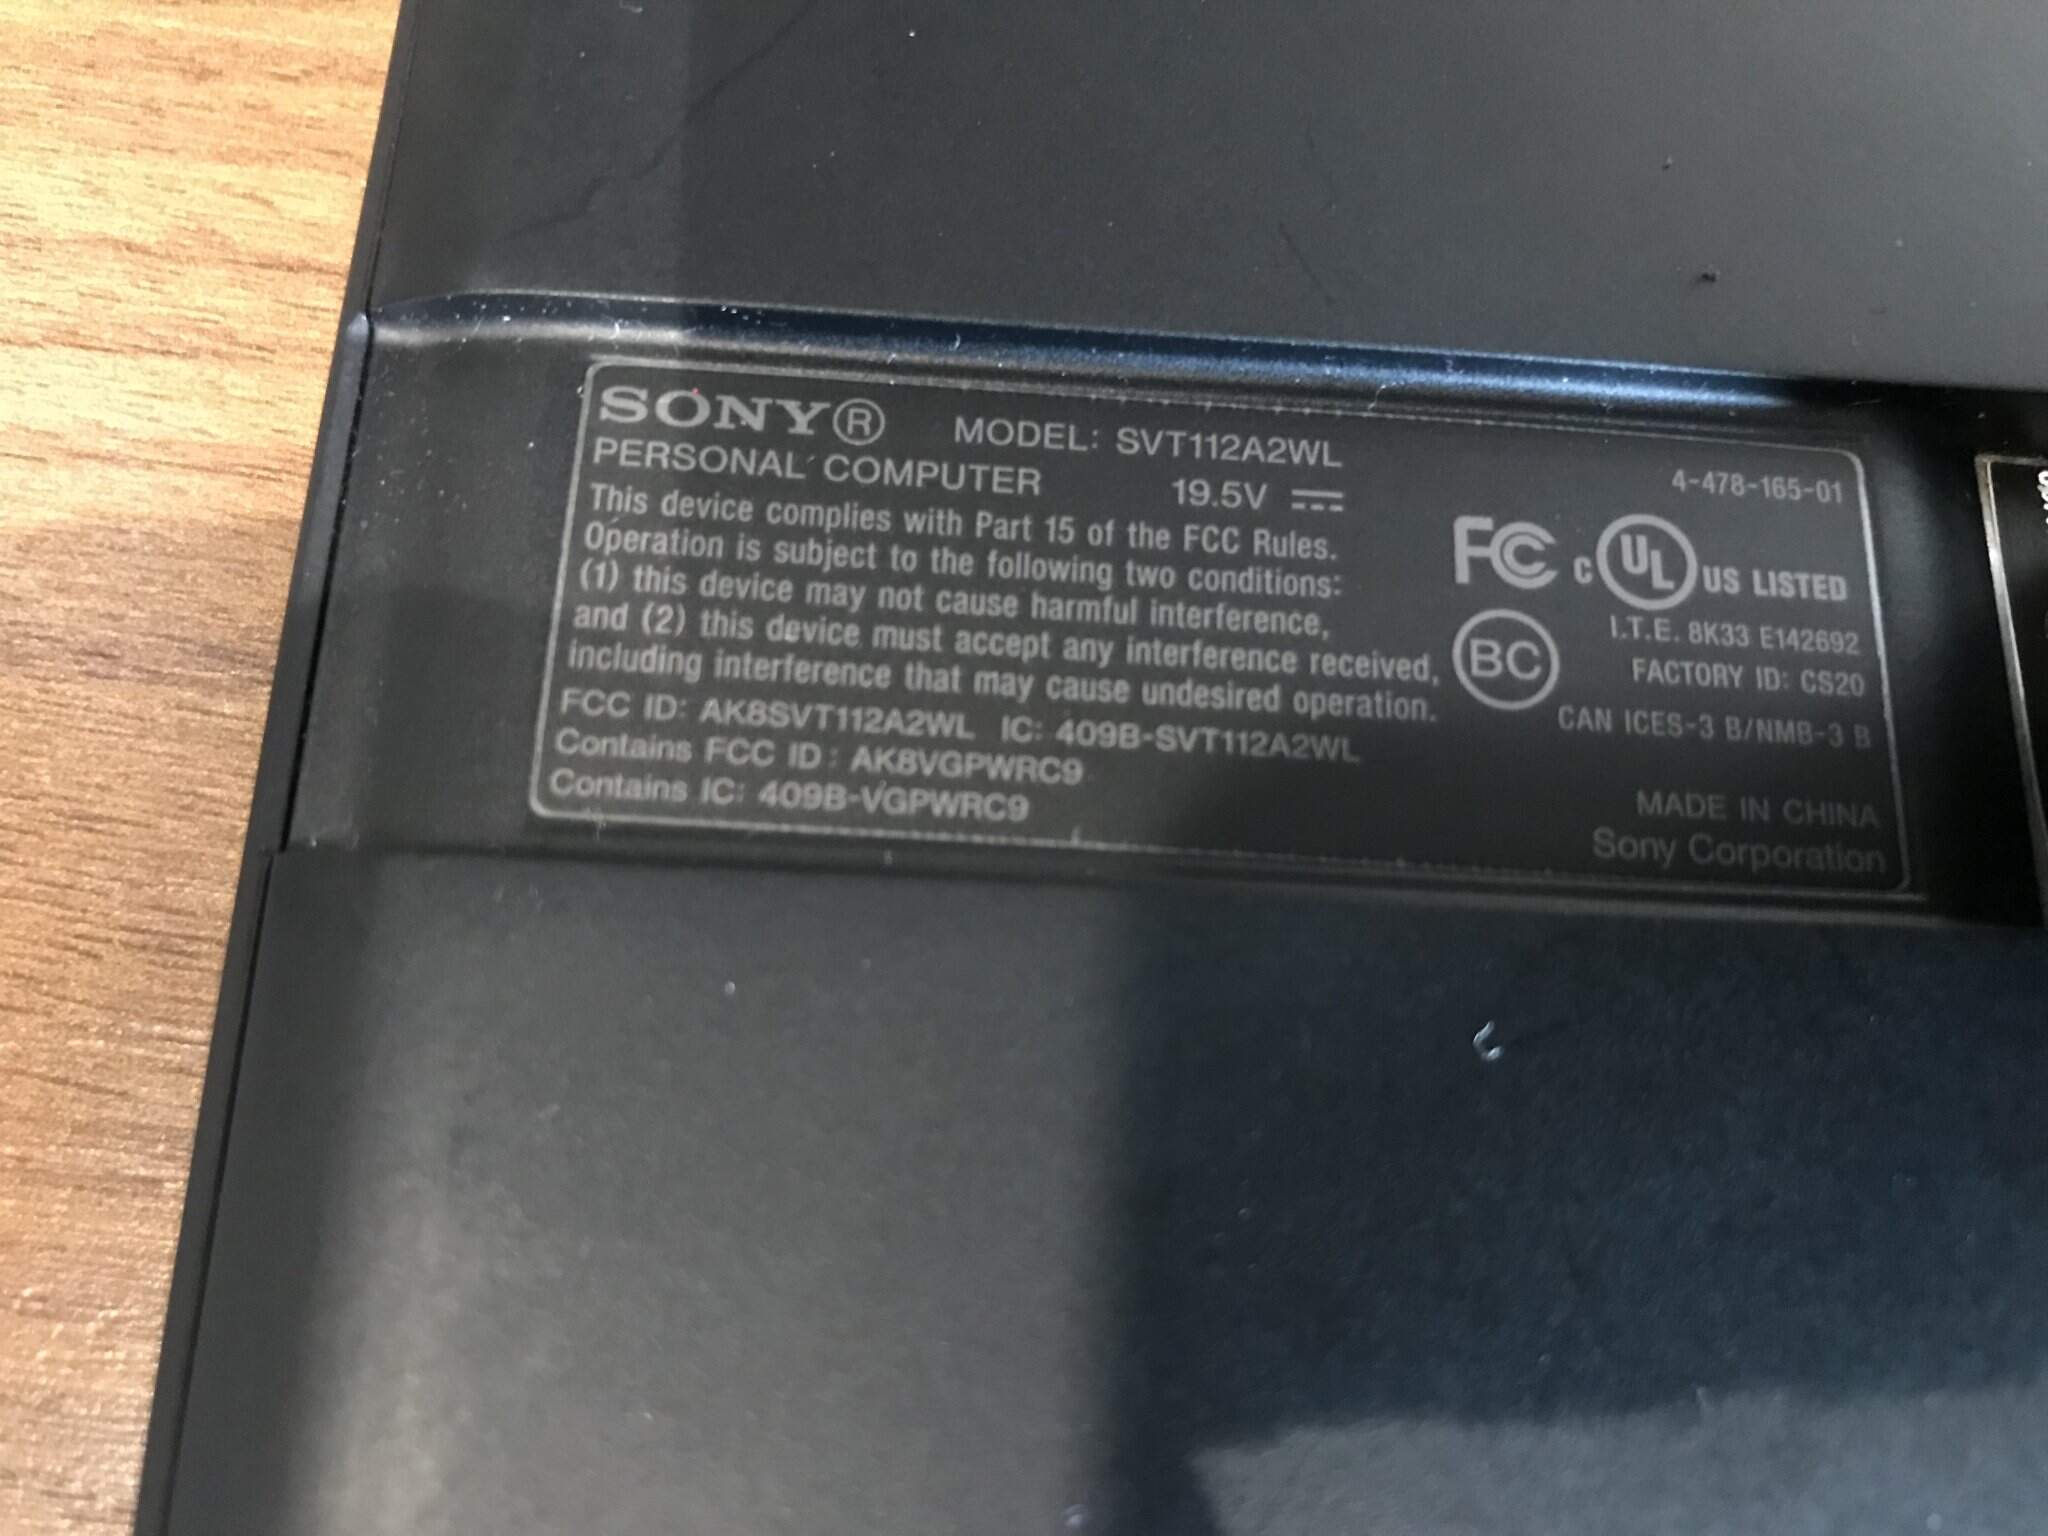 SONY® MODEL: SVT112A2WL
PERSONAL COMPUTER 19.5V
4-478-165-01
This device complies with Part 15 of the FCC Rules.
Operation is subject to the following two conditions:
(1) this device may not cause harmful interference,
and (2) this device must accept any interference received,
including interference that may cause undesired operation.
FCC ID: AK8SVT112A2WL IC: 409B-SVT112A2WL
Contains FCC ID : AK8VGPWRC9
Contains IC: 409B-VGPWRC9
FC c UL US LISTED
I.T.E. 8K33 E142692
BC
FACTORY ID: CS20
CAN ICES-3 B/NMB-3 B
MADE IN CHINA
Sony Corporation